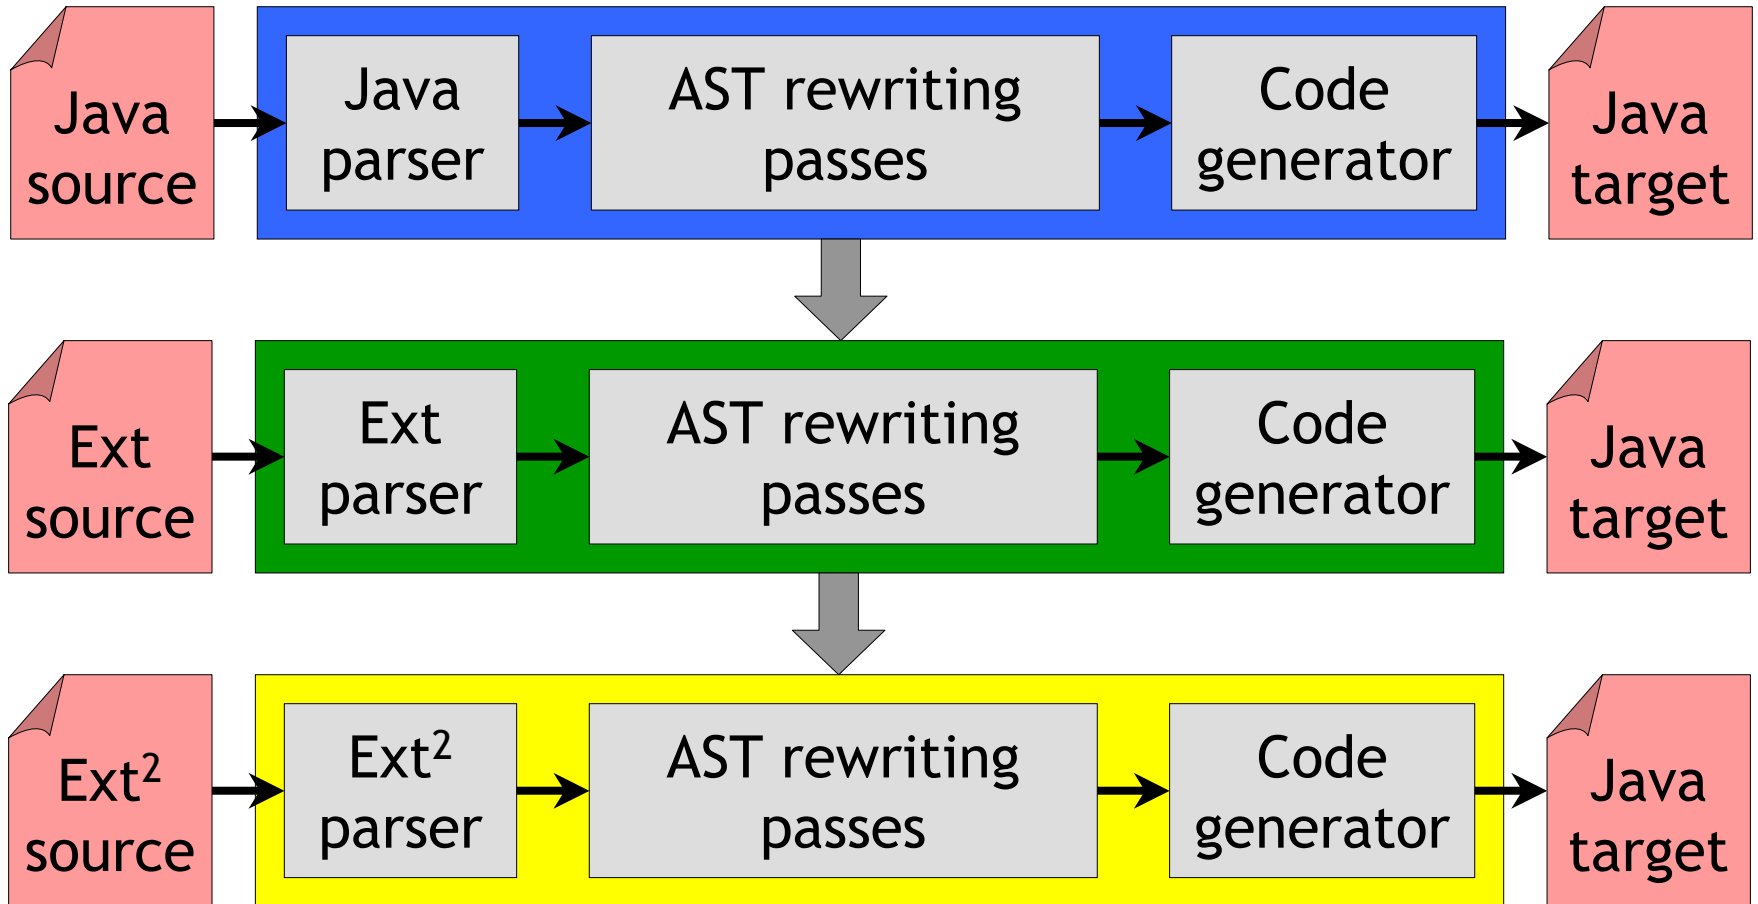 Java
source
Java
parser
AST rewriting
passes
Code
generator
Java
target
Ext
source
Ext
parser
AST rewriting
passes
Code
generator
Java
target
Ext²
source
Ext²
parser
AST rewriting
passes
Code
generator
Java
target